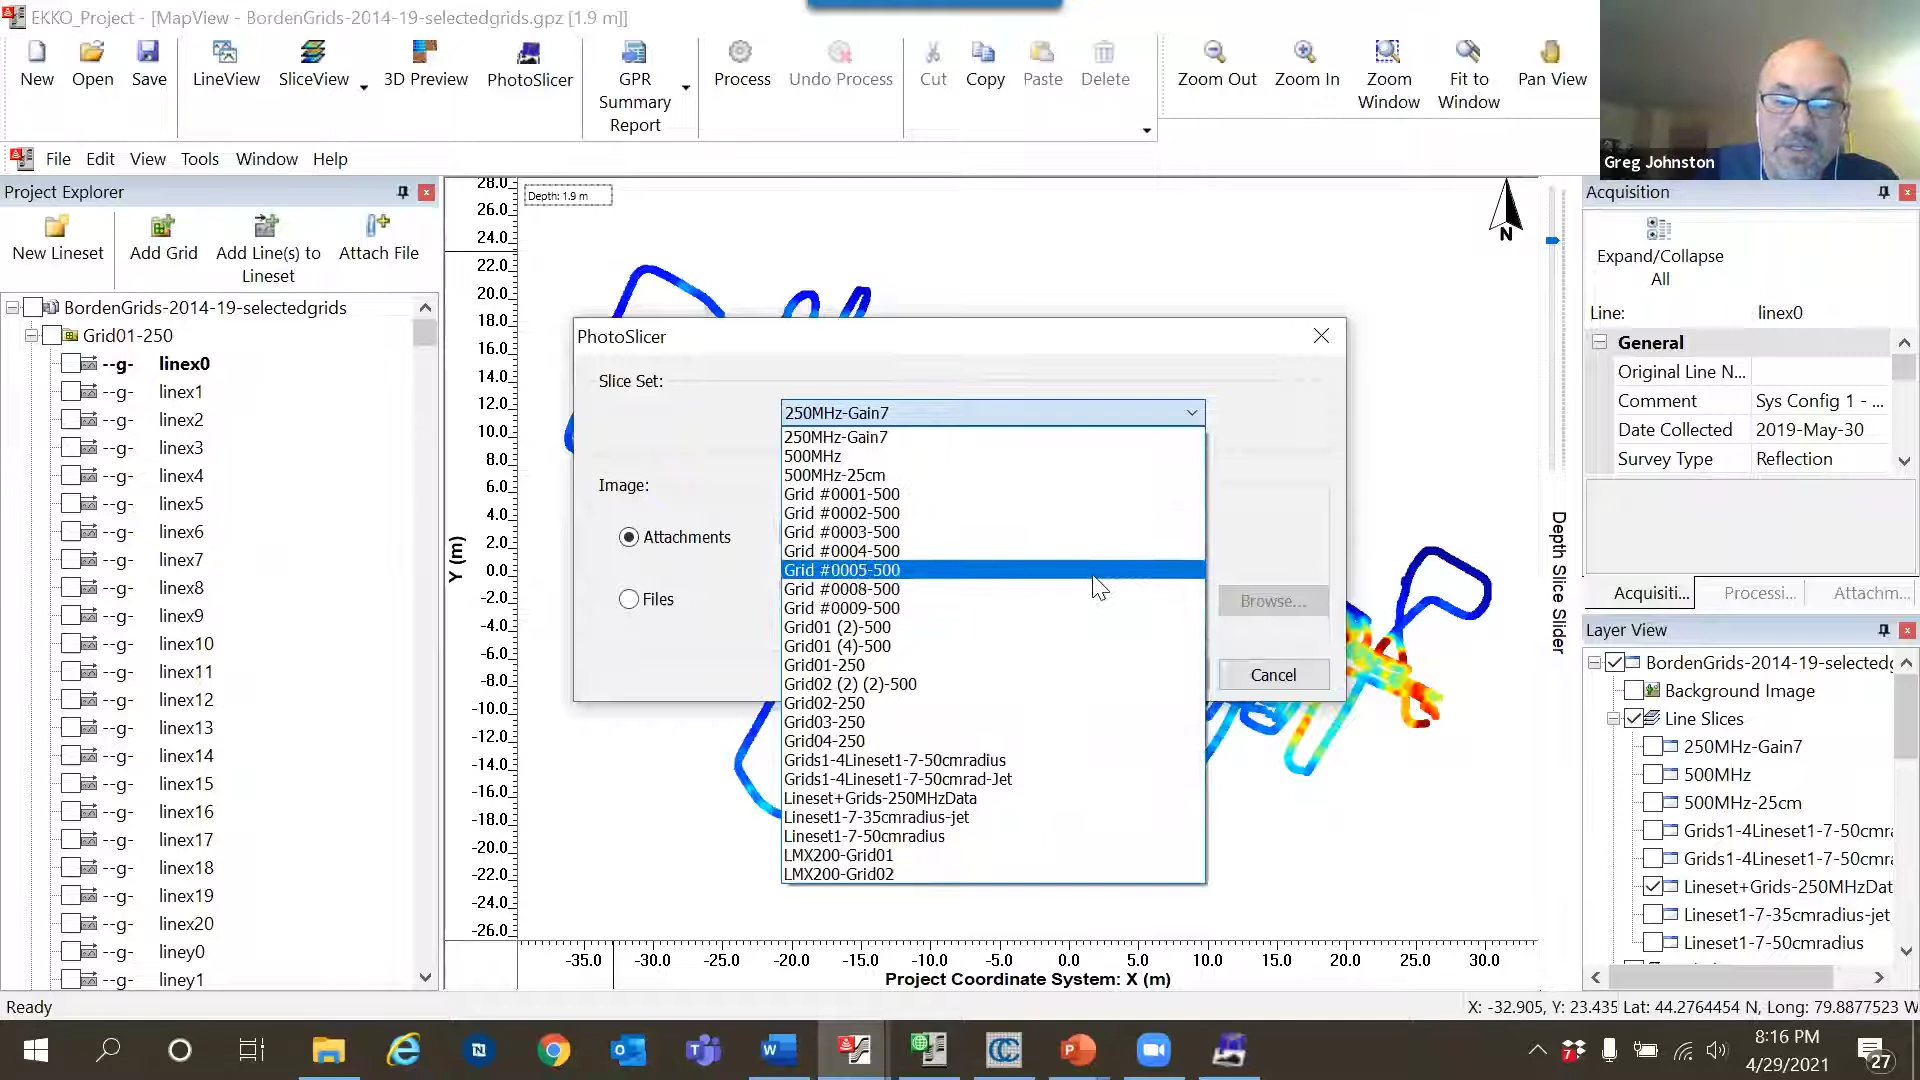 EKKO_Project - [MapView - BordenGrids-2014-19-selectedgrids.gpz [1.9 m]]
New
Open
Save
LineView
SliceView
3D Preview
PhotoSlicer
GPR
Summary
Report
Process
Undo Process
Cut
Copy
Paste
Delete
Zoom Out
Zoom In
Zoom
Window
Fit to
Window
Pan View
Greg Johnston
File
Edit
View
Tools
Window
Help
Project Explorer
New Lineset
Add Grid
Add Line(s) to
Lineset
Attach File
BordenGrids-2014-19-selectedgrids
Grid01-250
--g- linex0
--g- linex1
--g- linex2
--g- linex3
--g- linex4
--g- linex5
--g- linex6
--g- linex7
--g- linex8
--g- linex9
--g- linex10
--g- linex11
--g- linex12
--g- linex13
--g- linex14
--g- linex15
--g- linex16
--g- linex17
--g- linex18
--g- linex19
--g- linex20
--g- liney0
--g- liney1
Depth: 1.9 m
28.0
26.0
24.0
22.0
20.0
18.0
16.0
14.0
12.0
10.0
8.0
6.0
4.0
2.0
0.0
-2.0
-4.0
-6.0
-8.0
-10.0
-12.0
-14.0
-16.0
-18.0
-20.0
-22.0
-24.0
-26.0
Y (m)
N
PhotoSlicer
Slice Set:
250MHz-Gain7
250MHz-Gain7
500MHz
500MHz-25cm
Grid #0001-500
Grid #0002-500
Grid #0003-500
Grid #0004-500
Grid #0005-500
Grid #0008-500
Grid #0009-500
Grid01 (2)-500
Grid01 (4)-500
Grid01-250
Grid02 (2) (2)-500
Grid02-250
Grid03-250
Grid04-250
Grids1-4Lineset1-7-50cmradius
Grids1-4Lineset1-7-50cmrad-Jet
Lineset+Grids-250MHzData
Lineset1-7-35cmradius-jet
Lineset1-7-50cmradius
LMX200-Grid01
LMX200-Grid02
Image:
Attachments
Files
Browse...
Cancel
-35.0 -30.0 -25.0 -20.0 -15.0 -10.0 -5.0 0.0 5.0 10.0 15.0 20.0 25.0 30.0
Project Coordinate System: X (m)
Depth Slice Slider
Acquisition
Expand/Collapse
All
Line: linex0
General
Original Line N...
Comment Sys Config 1 - ...
Date Collected 2019-May-30
Survey Type Reflection
Acquisiti...
Processi...
Attachm...
Layer View
BordenGrids-2014-19-selected
Background Image
Line Slices
250MHz-Gain7
500MHz
500MHz-25cm
Grids1-4Lineset1-7-50cmra
Grids1-4Lineset1-7-50cmra
Lineset+Grids-250MHzDat
Lineset1-7-35cmradius-jet
Lineset1-7-50cmradius
Ready
X: -32.905, Y: 23.435 Lat: 44.2764454 N, Long: 79.8877523 W
8:16 PM
4/29/2021
27